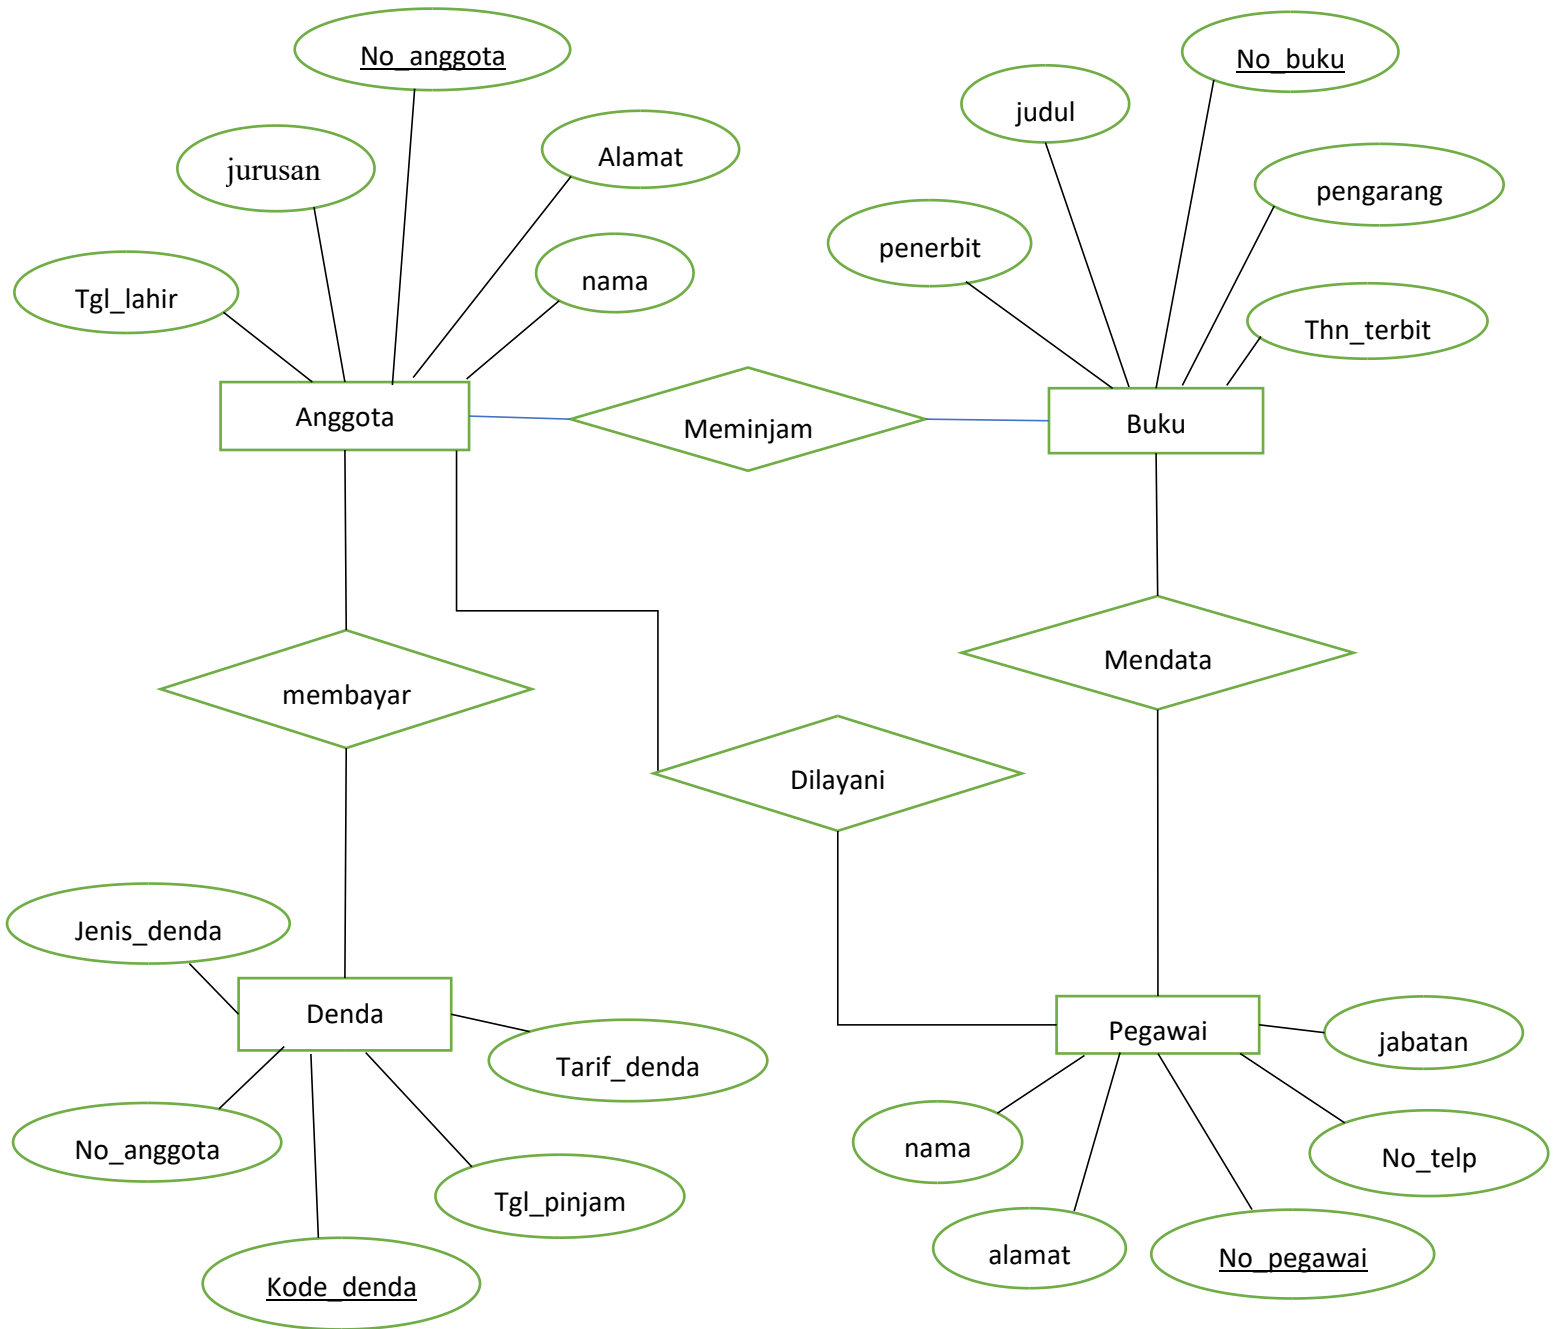 No_anggota
No_buku
judul
Alamat
jurusan
pengarang
penerbit
nama
Tgl_lahir
Thn_terbit
Anggota
Meminjam
Buku
Mendata
membayar
Dilayani
Jenis_denda
Denda
Pegawai
jabatan
Tarif_denda
No_anggota
nama
No_telp
Tgl_pinjam
alamat
No_pegawai
Kode_denda